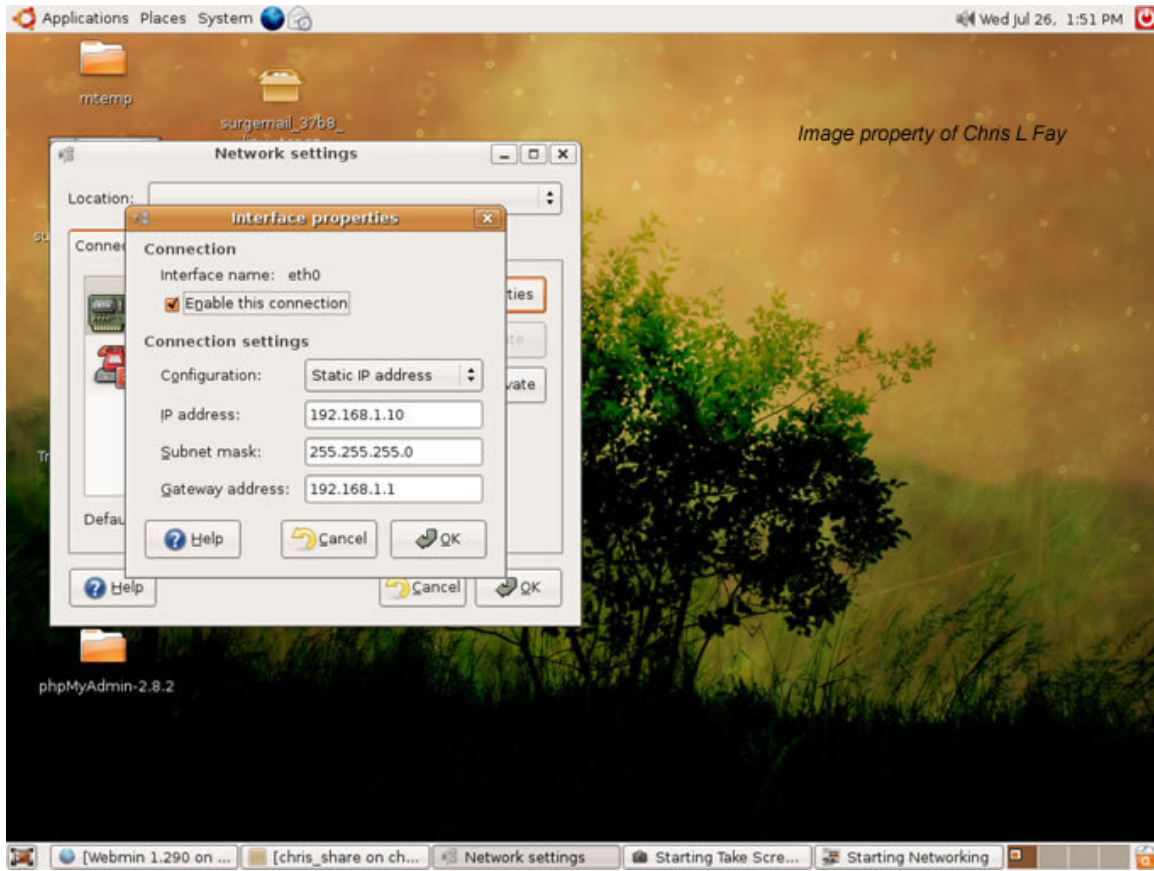 Applications Places System
Wed Jul 26, 1:51 PM
mtemp
surgemail_37b8_
Image property of Chris L Fay
Network settings
Location:
Interface properties
Connection
Interface name: eth0
Enable this connection
Connection settings
Configuration: Static IP address
IP address: 192.168.1.10
Subnet mask: 255.255.255.0
Gateway address: 192.168.1.1
Help Cancel OK
Help Cancel OK
phpMyAdmin-2.8.2
[Webmin 1.290 on ... [chris_share on ch... Network settings Starting Take Scre... Starting Networking